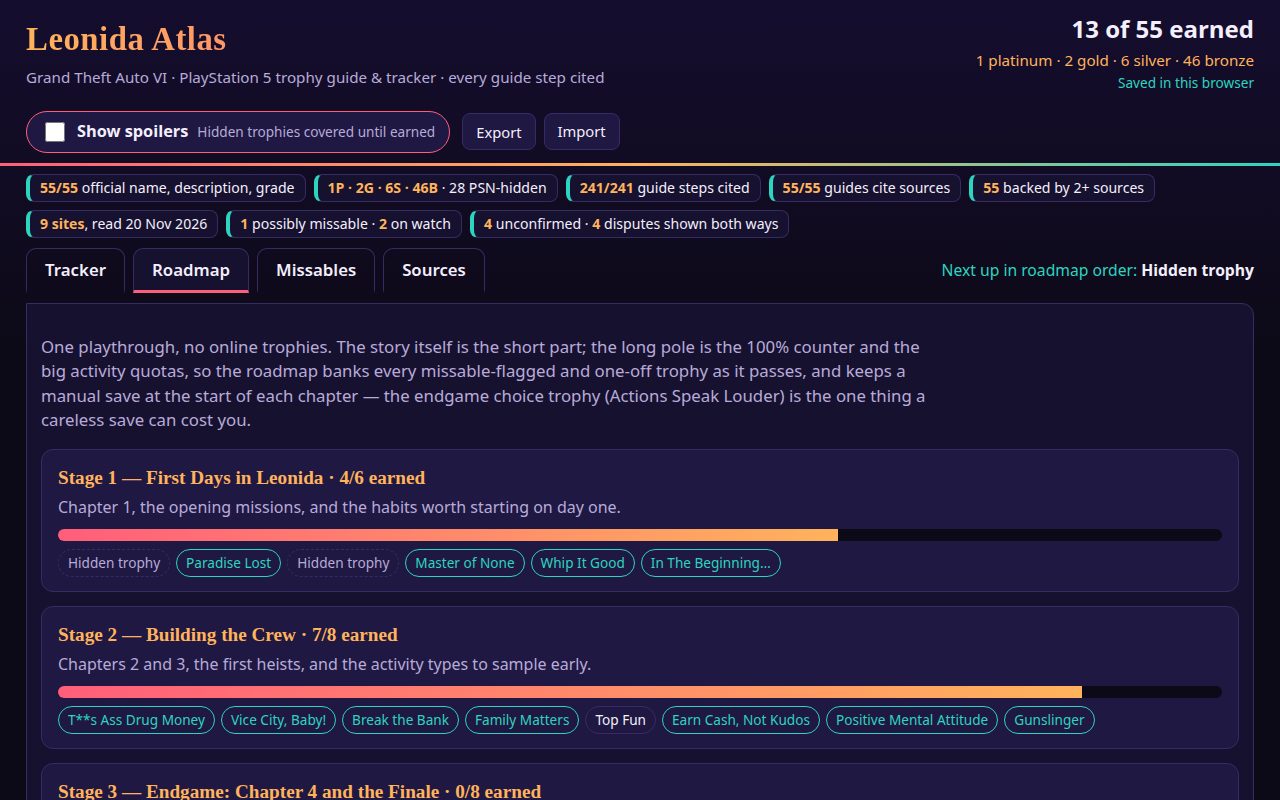 Leonida Atlas
Grand Theft Auto VI · PlayStation 5 trophy guide & tracker · every guide step cited
13 of 55 earned
1 platinum · 2 gold · 6 silver · 46 bronze
Saved in this browser
Show spoilers Hidden trophies covered until earned
Export
Import
55/55 official name, description, grade
1P · 2G · 6S · 46B · 28 PSN-hidden
241/241 guide steps cited
55/55 guides cite sources
55 backed by 2+ sources
9 sites, read 20 Nov 2026
1 possibly missable · 2 on watch
4 unconfirmed · 4 disputes shown both ways
Tracker
Roadmap
Missables
Sources
Next up in roadmap order: Hidden trophy
One playthrough, no online trophies. The story itself is the short part; the long pole is the 100% counter and the
big activity quotas, so the roadmap banks every missable-flagged and one-off trophy as it passes, and keeps a
manual save at the start of each chapter — the endgame choice trophy (Actions Speak Louder) is the one thing a
careless save can cost you.
Stage 1 — First Days in Leonida · 4/6 earned
Chapter 1, the opening missions, and the habits worth starting on day one.
Hidden trophy
Paradise Lost
Hidden trophy
Master of None
Whip It Good
In The Beginning...
Stage 2 — Building the Crew · 7/8 earned
Chapters 2 and 3, the first heists, and the activity types to sample early.
T**s Ass Drug Money
Vice City, Baby!
Break the Bank
Family Matters
Top Fun
Earn Cash, Not Kudos
Positive Mental Attitude
Gunslinger
Stage 3 — Endgame: Chapter 4 and the Finale · 0/8 earned